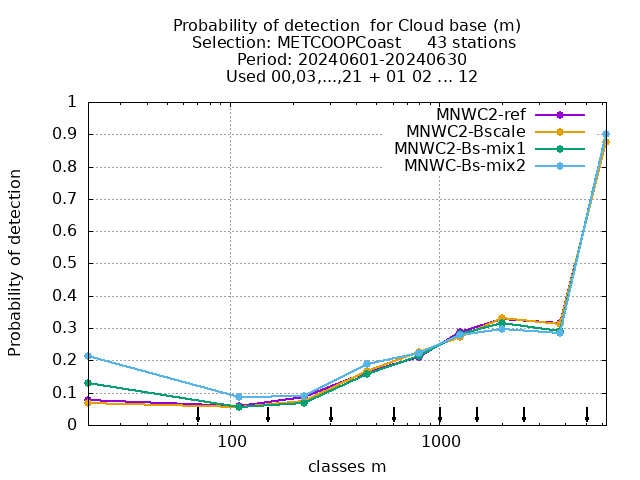 Probability of detection  for Cloud base (m)
Selection: METCOOPCoast     43 stations
Period: 20240601-20240630
Used 00,03,...,21 + 01 02 ... 12
MNWC2-ref
MNWC2-Bscale
MNWC2-Bs-mix1
MNWC-Bs-mix2
Probability of detection
1
0.9
0.8
0.7
0.6
0.5
0.4
0.3
0.2
0.1
0
100
1000
classes m